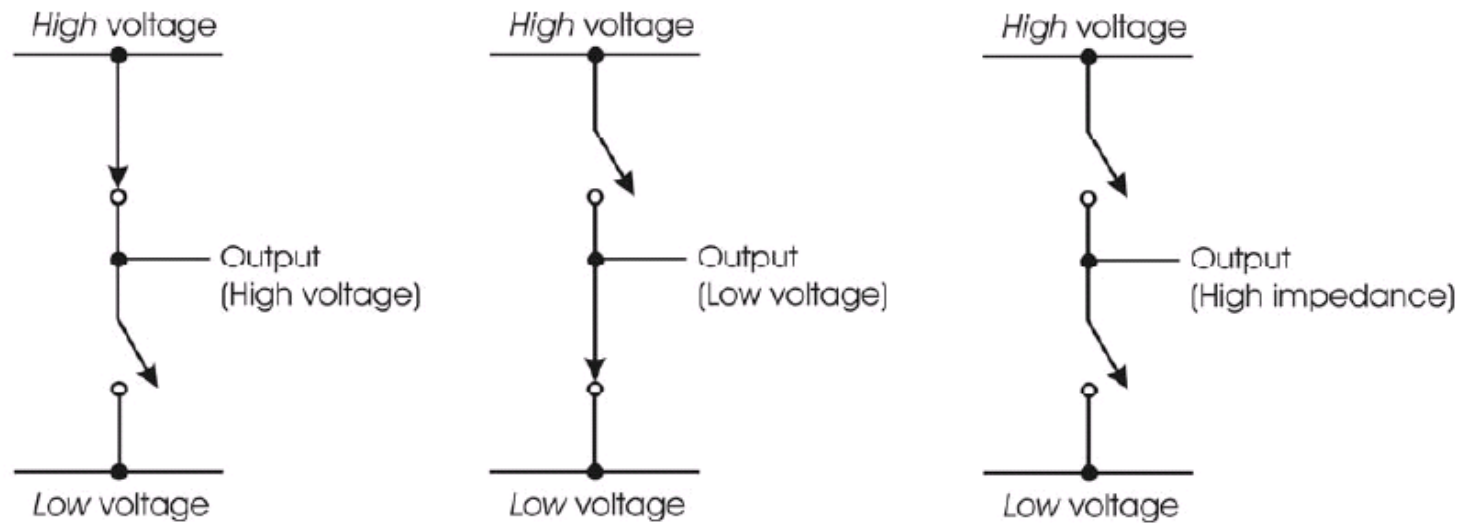 High voltage
Output
(High voltage)
Low voltage
High voltage
Output
(Low voltage)
Low voltage
High voltage
Output
(High impedance)
Low voltage